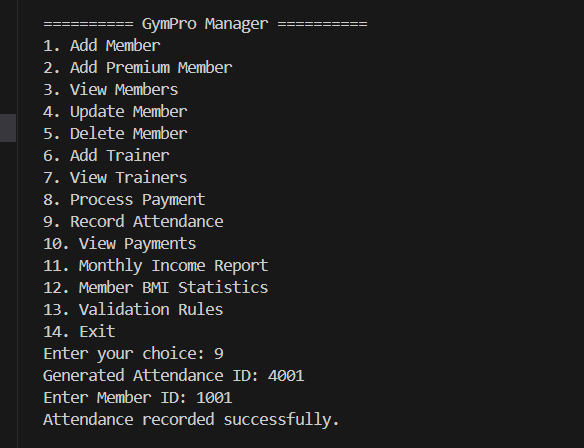 ========== GymPro Manager ==========
1. Add Member
2. Add Premium Member
3. View Members
4. Update Member
5. Delete Member
6. Add Trainer
7. View Trainers
8. Process Payment
9. Record Attendance
10. View Payments
11. Monthly Income Report
12. Member BMI Statistics
13. Validation Rules
14. Exit
Enter your choice: 9
Generated Attendance ID: 4001
Enter Member ID: 1001
Attendance recorded successfully.